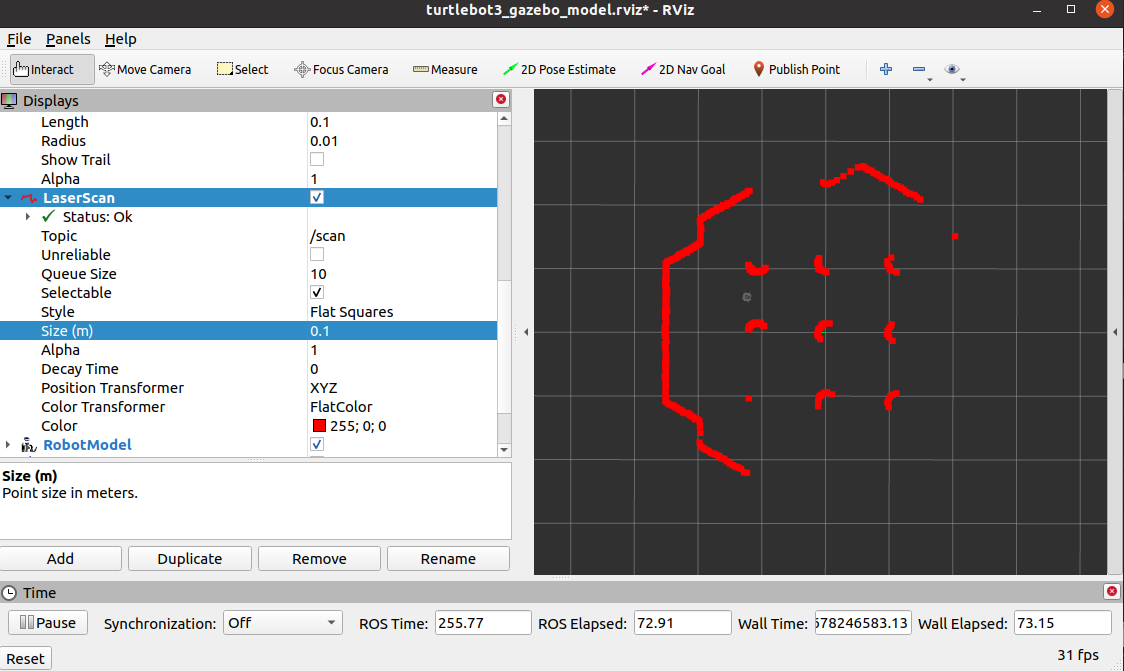 turtlebot3_gazebo_model.rviz* - RViz
File Panels Help
Interact Move Camera Select Focus Camera Measure 2D Pose Estimate 2D Nav Goal Publish Point
Displays
Length 0.1
Radius 0.01
Show Trail
Alpha 1
LaserScan
Status: Ok
Topic /scan
Unreliable
Queue Size 10
Selectable
Style Flat Squares
Size (m) 0.1
Alpha 1
Decay Time 0
Position Transformer XYZ
Color Transformer FlatColor
Color 255; 0; 0
RobotModel
Size (m)
Point size in meters.
Add Duplicate Remove Rename
Time
Pause Synchronization: Off ROS Time: 255.77 ROS Elapsed: 72.91 Wall Time: 578246583.13 Wall Elapsed: 73.15
Reset 31 fps